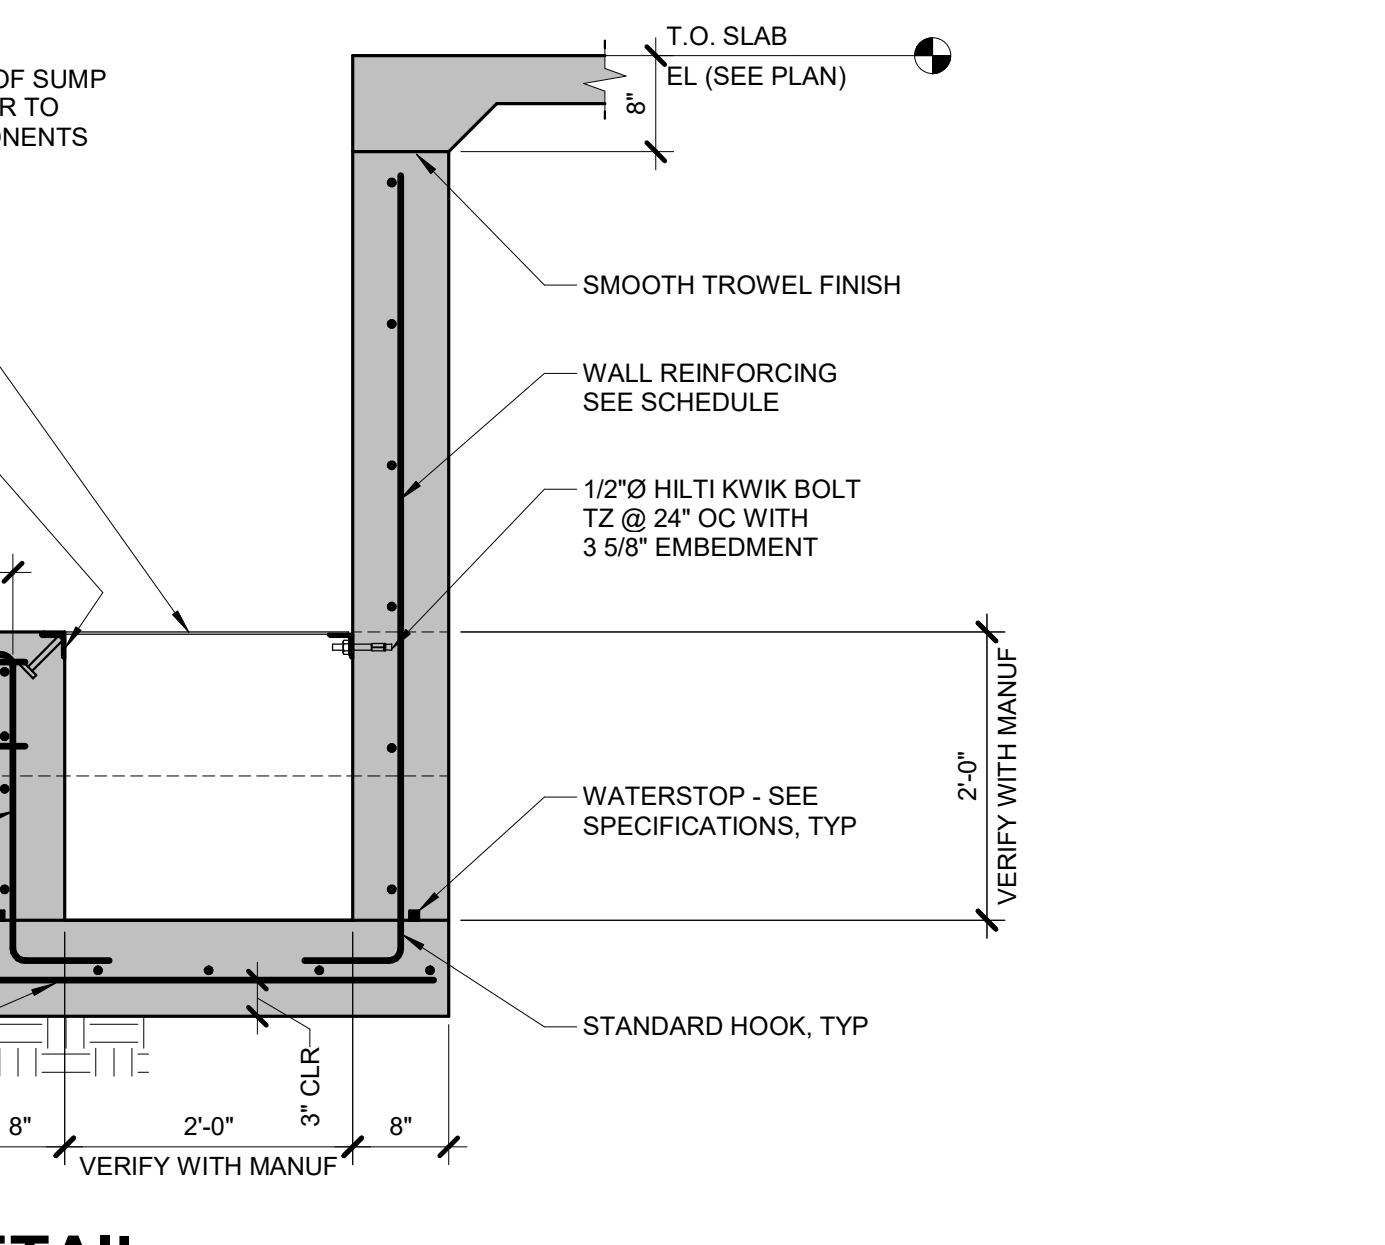 T.O. SLAB
EL (SEE PLAN)
8"
OF SUMP
R TO
ONENTS
SMOOTH TROWEL FINISH
WALL REINFORCING
SEE SCHEDULE
1/2"Ø HILTI KWIK BOLT
TZ @ 24" OC WITH
3 5/8" EMBEDMENT
2'-0"
VERIFY WITH MANUF
WATERSTOP - SEE
SPECIFICATIONS, TYP
STANDARD HOOK, TYP
3" CLR
8"
2'-0"
8"
VERIFY WITH MANUF